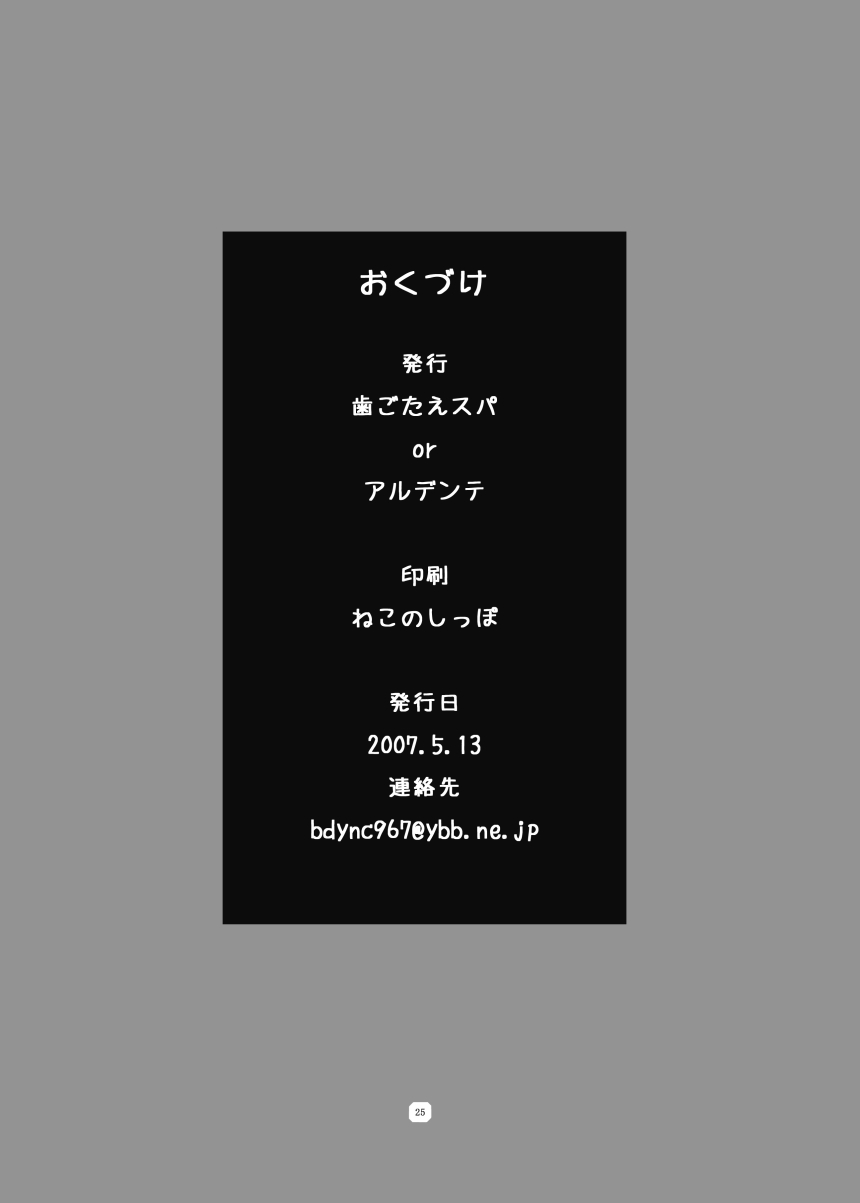 おくづけ
発行
歯ごたえスパ
or
アルデンテ
印刷
ねこのしっぽ
発行日
2007.5.13
連絡先
bdync967@ybb.ne.jp
25